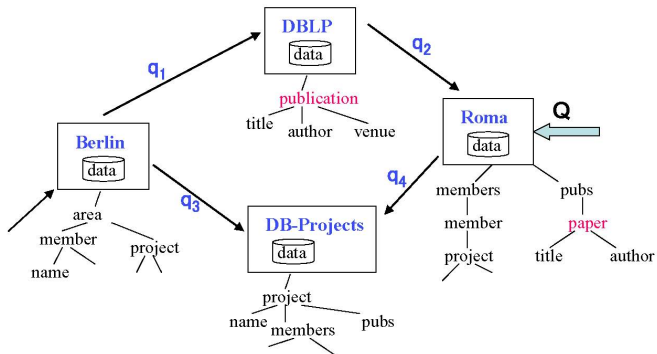 DBLP
data
q1
q2
publication
title author venue
Berlin
data
Roma
data
Q
q3
q4
area
member project
name
DB-Projects
data
members pubs
member paper
project title author
project
name members pubs